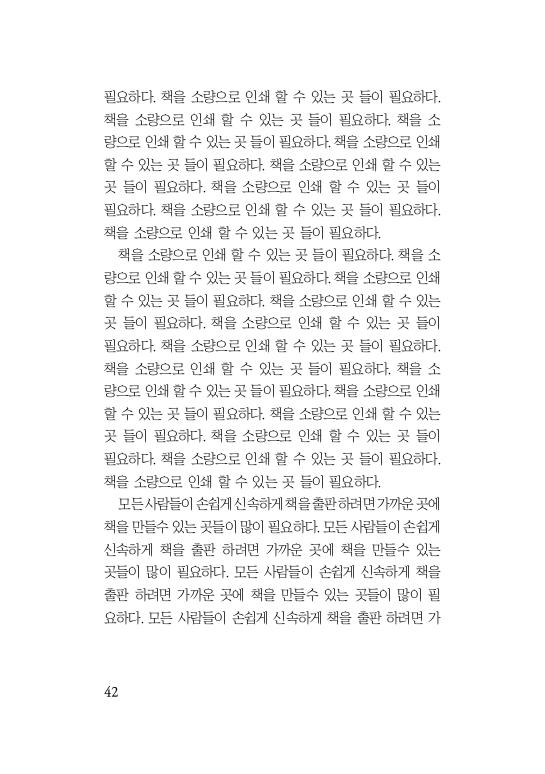 필요하다. 책을 소량으로 인쇄 할 수 있는 곳 들이 필요하다.
책을 소량으로 인쇄 할 수 있는 곳 들이 필요하다. 책을 소
량으로 인쇄 할 수 있는 곳 들이 필요하다. 책을 소량으로 인쇄
할 수 있는 곳 들이 필요하다. 책을 소량으로 인쇄 할 수 있는
곳 들이 필요하다. 책을 소량으로 인쇄 할 수 있는 곳 들이
필요하다. 책을 소량으로 인쇄 할 수 있는 곳 들이 필요하다.
책을 소량으로 인쇄 할 수 있는 곳 들이 필요하다.
책을 소량으로 인쇄 할 수 있는 곳 들이 필요하다. 책을 소
량으로 인쇄 할 수 있는 곳 들이 필요하다. 책을 소량으로 인쇄
할 수 있는 곳 들이 필요하다. 책을 소량으로 인쇄 할 수 있는
곳 들이 필요하다. 책을 소량으로 인쇄 할 수 있는 곳 들이
필요하다. 책을 소량으로 인쇄 할 수 있는 곳 들이 필요하다.
책을 소량으로 인쇄 할 수 있는 곳 들이 필요하다. 책을 소
량으로 인쇄 할 수 있는 곳 들이 필요하다. 책을 소량으로 인쇄
할 수 있는 곳 들이 필요하다. 책을 소량으로 인쇄 할 수 있는
곳 들이 필요하다. 책을 소량으로 인쇄 할 수 있는 곳 들이
필요하다. 책을 소량으로 인쇄 할 수 있는 곳 들이 필요하다.
책을 소량으로 인쇄 할 수 있는 곳 들이 필요하다.
모든 사람들이 손쉽게 신속하게 책을 출판 하려면 가까운 곳에
책을 만들수 있는 곳들이 많이 필요하다. 모든 사람들이 손쉽게
신속하게 책을 출판 하려면 가까운 곳에 책을 만들수 있는
곳들이 많이 필요하다. 모든 사람들이 손쉽게 신속하게 책을
출판 하려면 가까운 곳에 책을 만들수 있는 곳들이 많이 필
요하다. 모든 사람들이 손쉽게 신속하게 책을 출판 하려면 가
42